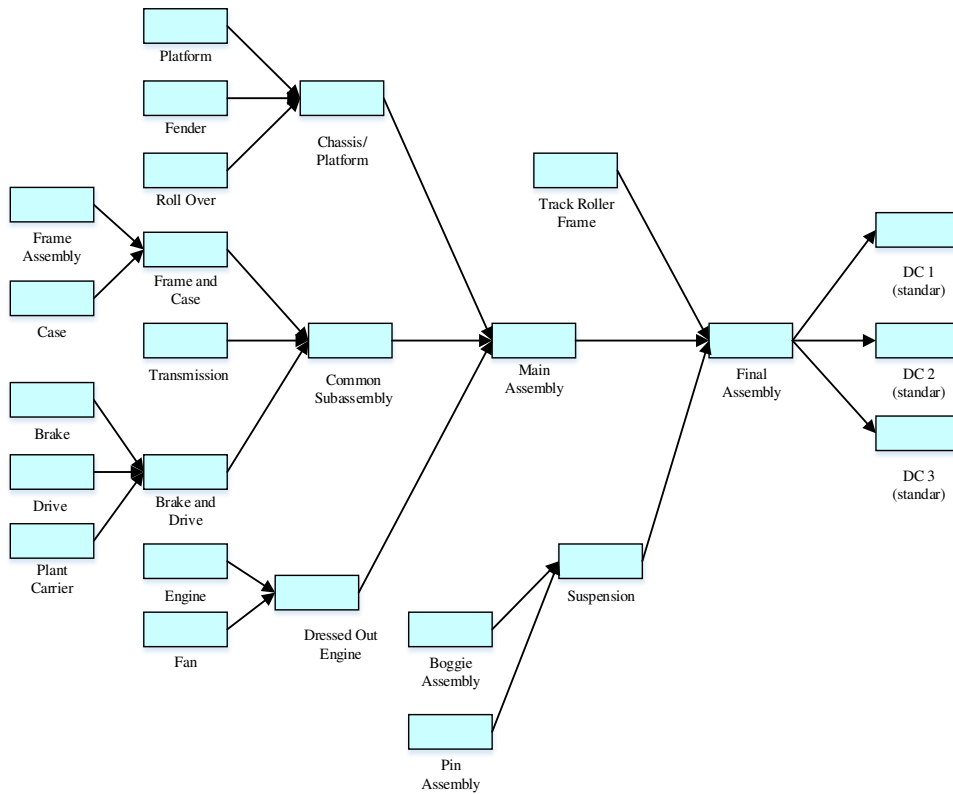 Platform
Fender
Roll Over
Chassis/
Platform
Track Roller
Frame
Frame
Assembly
Case
Frame and
Case
Transmission
Common
Subassembly
Main
Assembly
Final
Assembly
DC 1
(standar)
DC 2
(standar)
DC 3
(standar)
Brake
Drive
Plant
Carrier
Brake and
Drive
Engine
Fan
Dressed Out
Engine
Suspension
Boggie
Assembly
Pin
Assembly